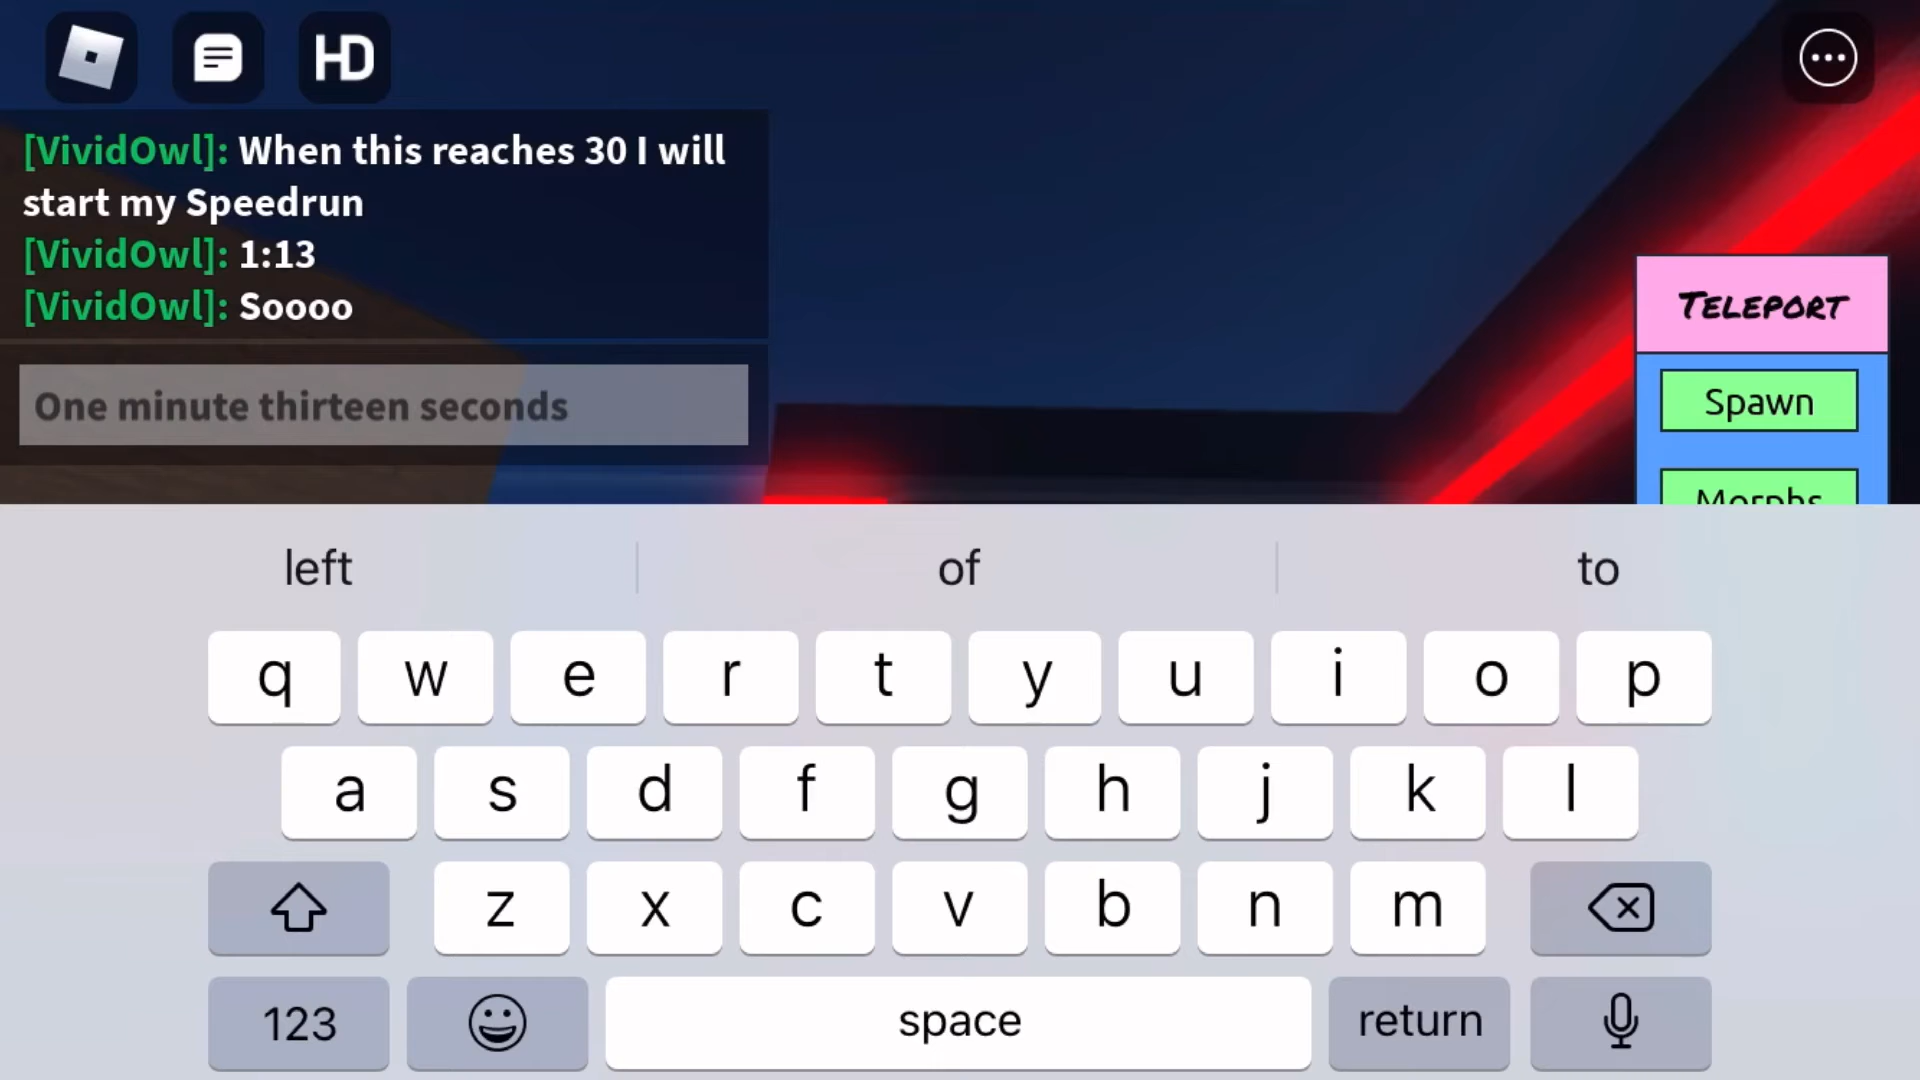 HD
[VividOwl]: When this reaches 30 I will
start my Speedrun
[VividOwl]: 1:13
[VividOwl]: Soooo
One minute thirteen seconds
TELEPORT
Spawn
Morphs
left of to
q w e r t y u i o p
a s d f g h j k l
z x c v b n m
123 space return